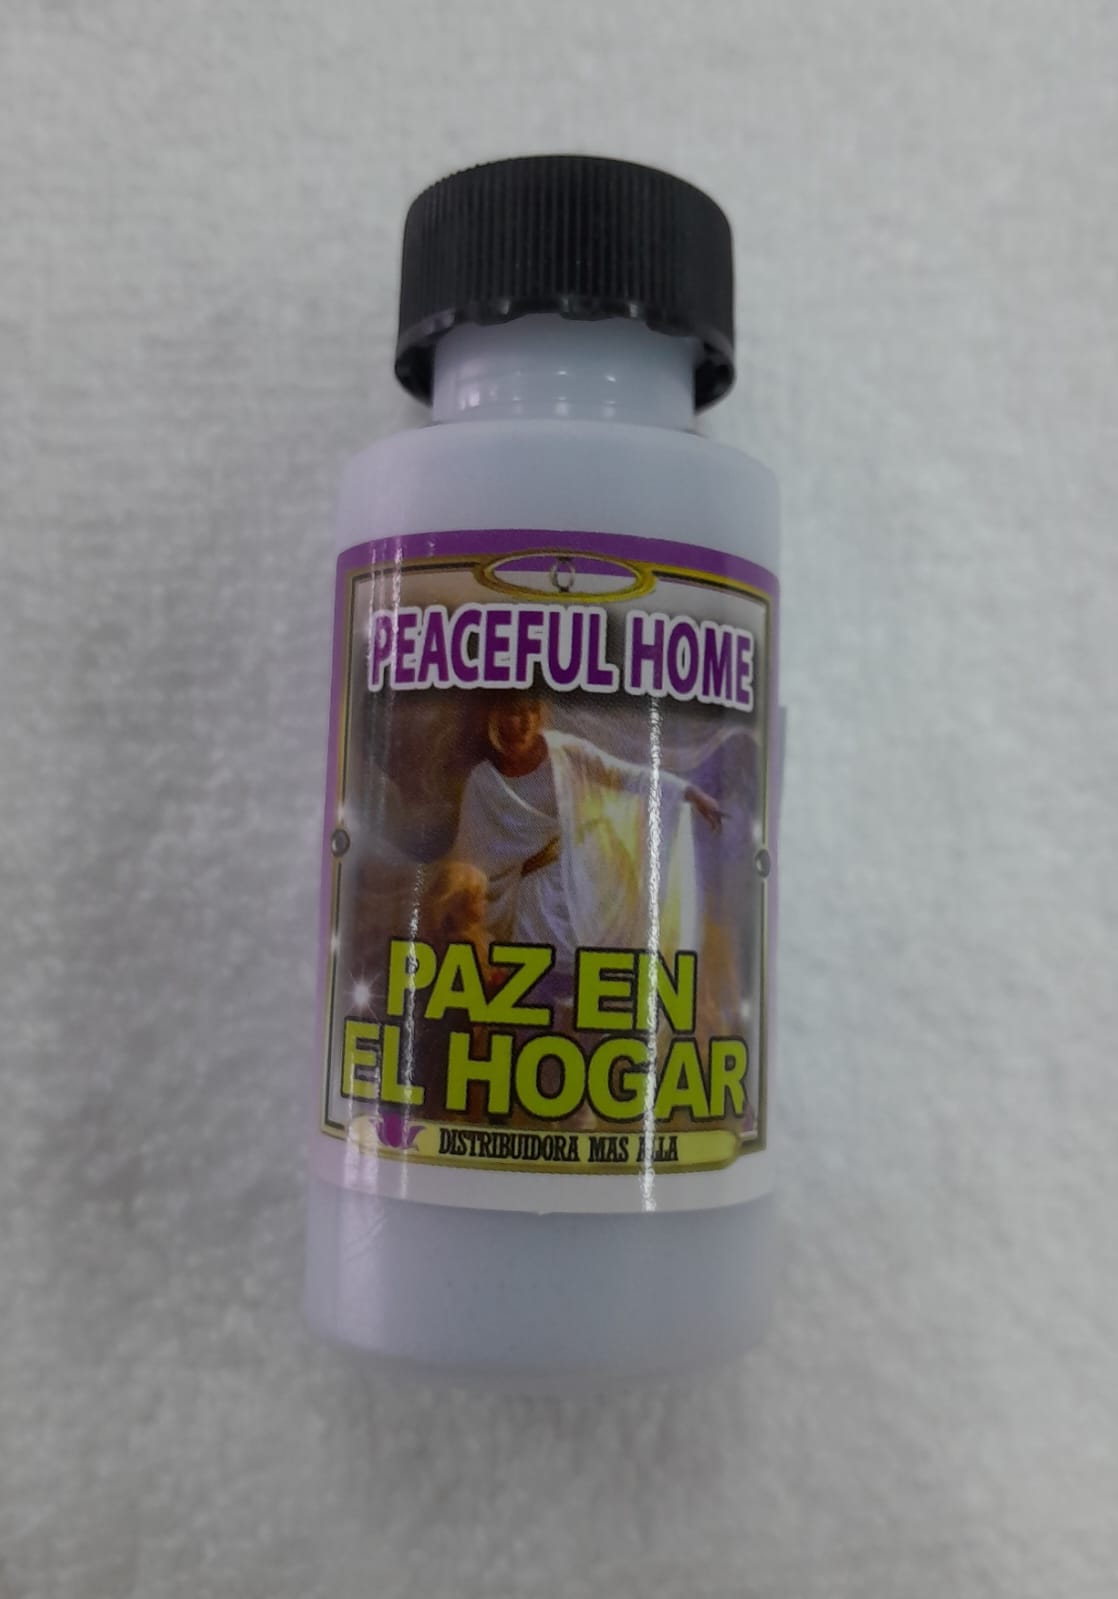 PEACEFUL HOME
PAZ EN
EL HOGAR
DISTRIBUIDORA MAS ALLA